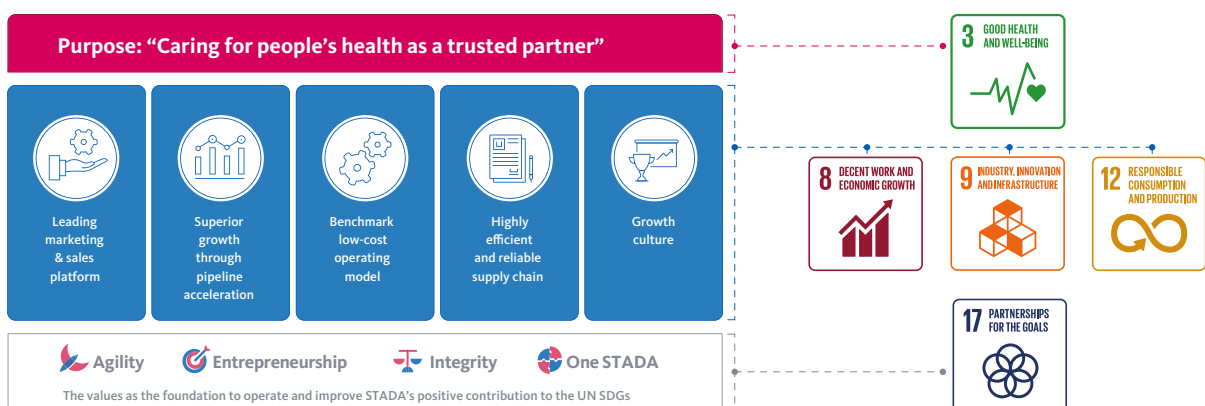 Purpose: “Caring for people’s health as a trusted partner”
Leading
marketing
& sales
platform
Superior
growth
through
pipeline
acceleration
Benchmark
low-cost
operating
model
Highly
efficient
and reliable
supply chain
Growth
culture
Agility
Entrepreneurship
Integrity
One STADA
The values as the foundation to operate and improve STADA’s positive contribution to the UN SDGs
3 GOOD HEALTH
AND WELL-BEING
8 DECENT WORK AND
ECONOMIC GROWTH
9 INDUSTRY, INNOVATION
AND INFRASTRUCTURE
12 RESPONSIBLE
CONSUMPTION
AND PRODUCTION
17 PARTNERSHIPS
FOR THE GOALS